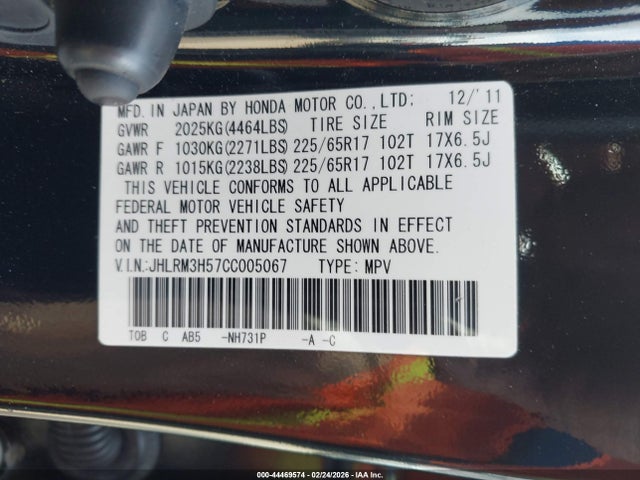 MFD. IN JAPAN BY HONDA MOTOR CO.,LTD: 12/'11
GVWR 2025KG(4464LBS) TIRE SIZE RIM SIZE
GAWR F 1030KG(2271LBS) 225/65R17 102T 17X6.5J
GAWR R 1015KG(2238LBS) 225/65R17 102T 17X6.5J
THIS VEHICLE CONFORMS TO ALL APPLICABLE
FEDERAL MOTOR VEHICLE SAFETY
AND THEFT PREVENTION STANDARDS IN EFFECT
ON THE DATE OF MANUFACTURE SHOWN ABOVE.
V.I.N.:JHLRM3H57CC005067 TYPE: MPV
TOB C AB5 -NH731P -A -C
000-44469574 - 02/24/2026 - IAA Inc.